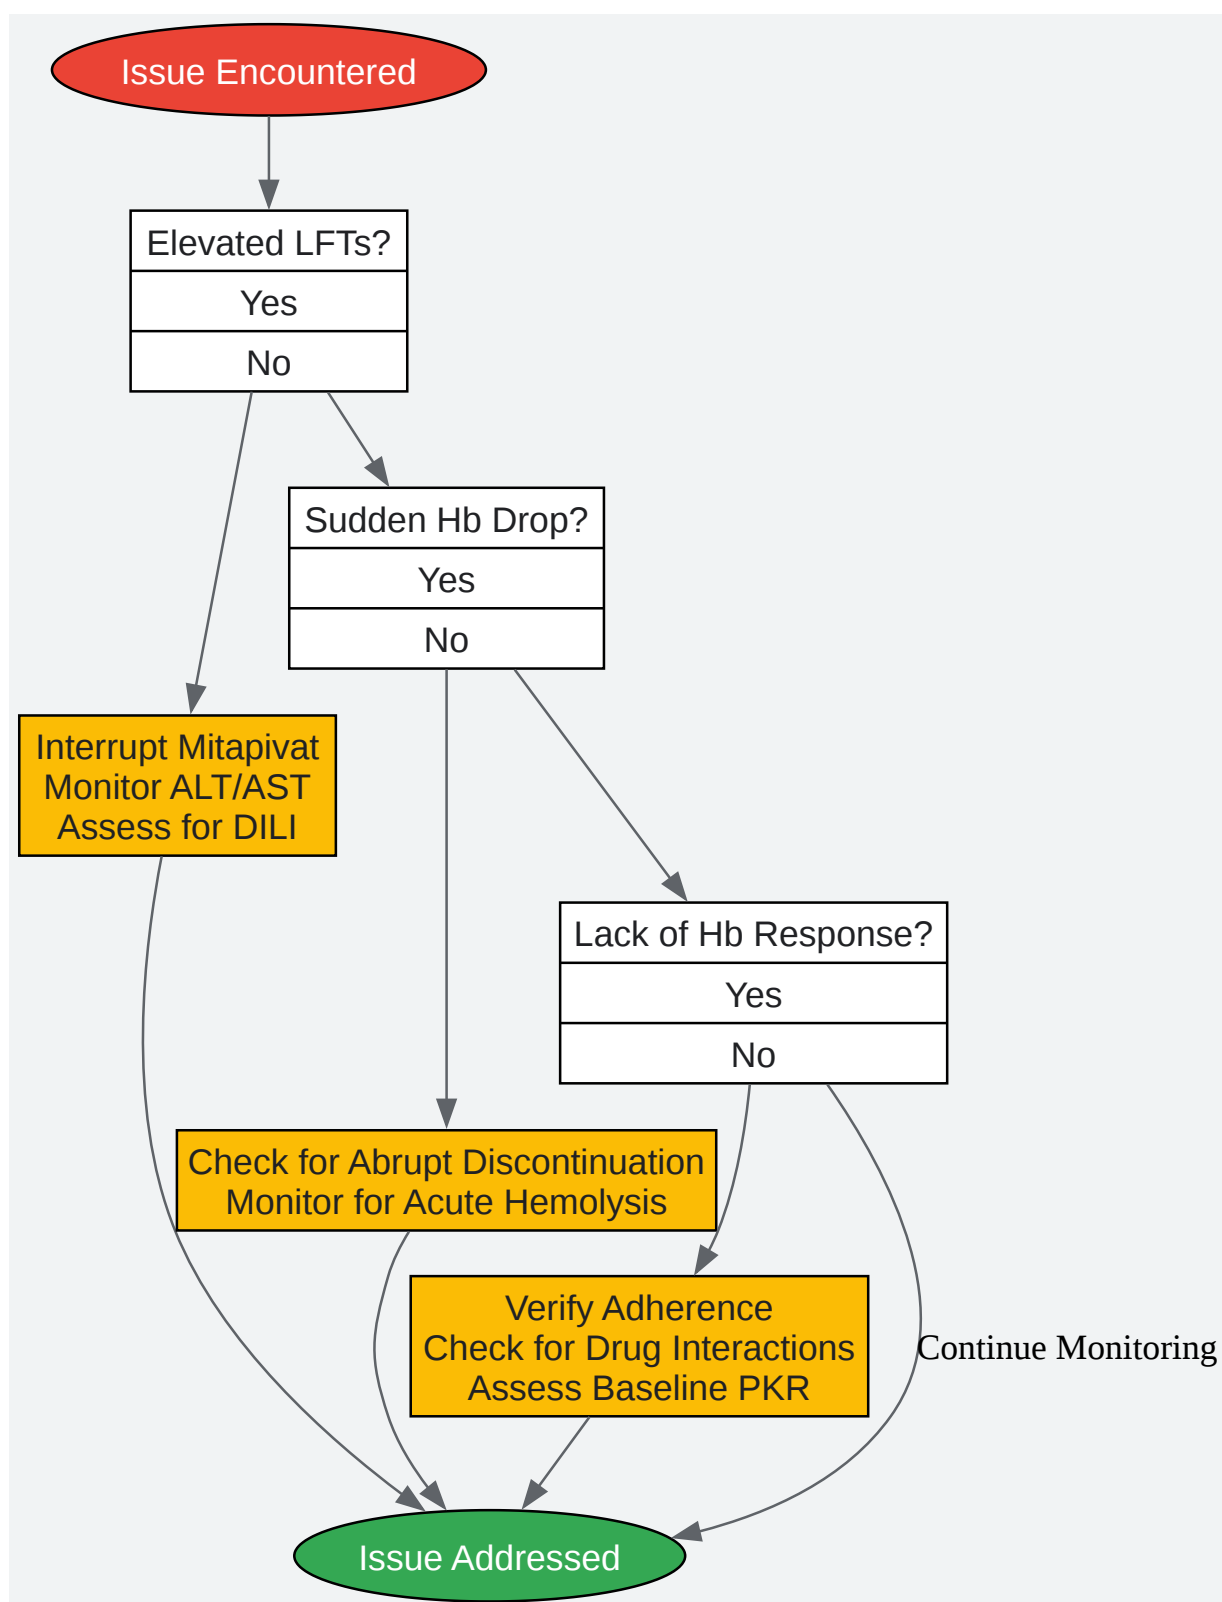 Issue Encountered
Elevated LFTs?
Yes
No
Sudden Hb Drop?
Yes
No
Interrupt Mitapivat
Monitor ALT/AST
Assess for DILI
Lack of Hb Response?
Yes
No
Check for Abrupt Discontinuation
Monitor for Acute Hemolysis
Verify Adherence
Check for Drug Interactions
Assess Baseline PKR
Continue Monitoring
Issue Addressed